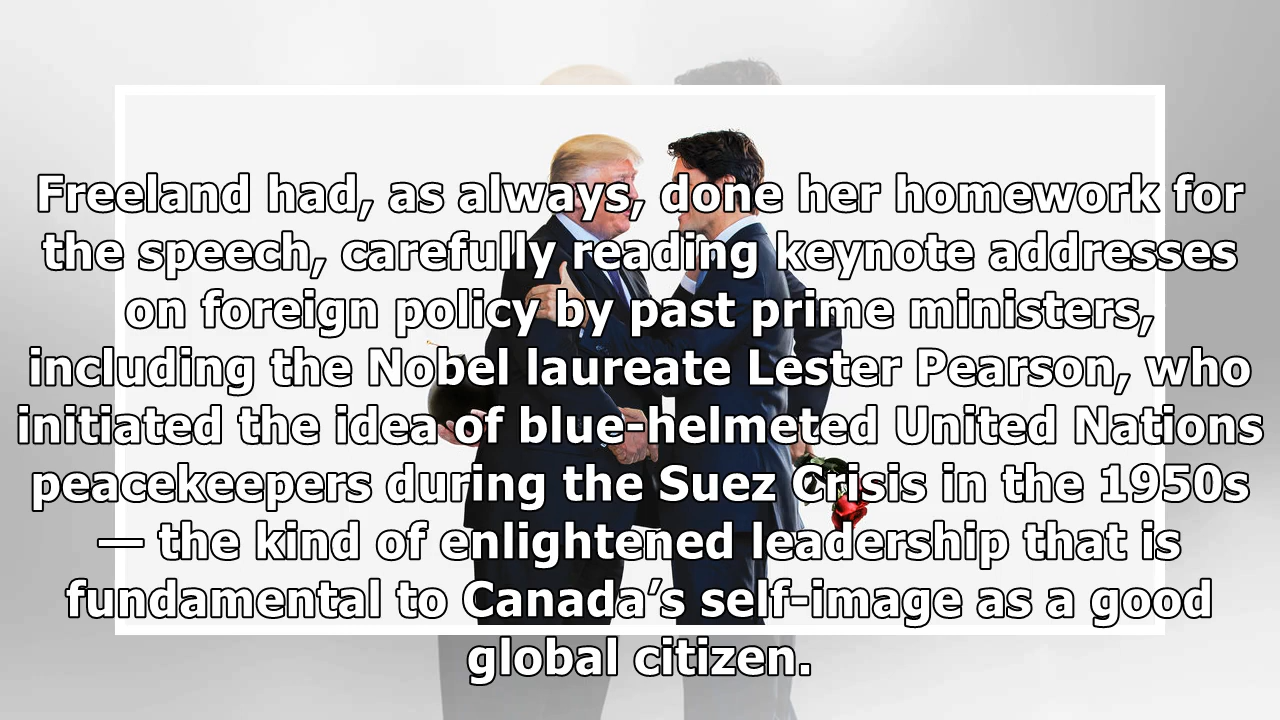 Freeland had, as always, done her homework for
the speech, carefully reading keynote addresses
on foreign policy by past prime ministers,
including the Nobel laureate Lester Pearson, who
initiated the idea of blue-helmeted United Nations
peacekeepers during the Suez Crisis in the 1950s
— the kind of enlightened leadership that is
fundamental to Canada’s self-image as a good
global citizen.